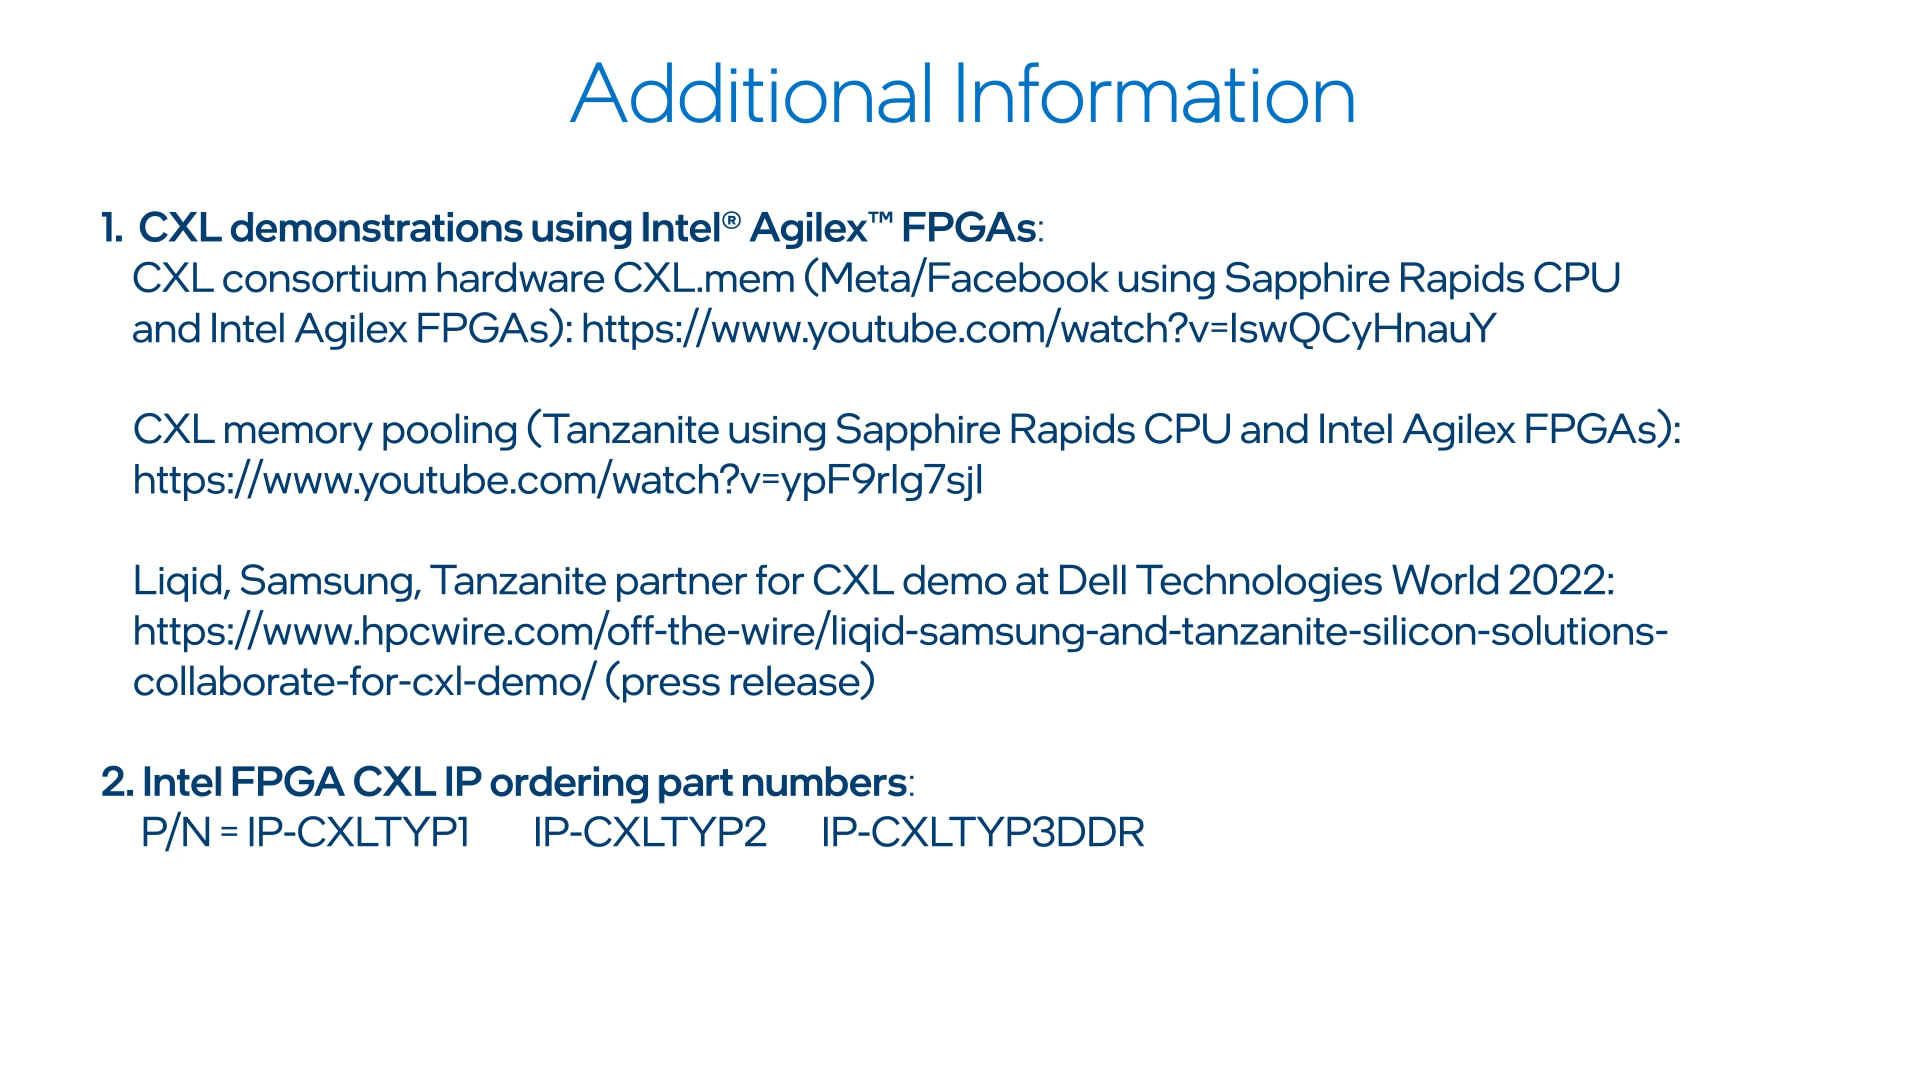 Additional Information
1. CXL demonstrations using Intel® Agilex™ FPGAs:
CXL consortium hardware CXL.mem (Meta/Facebook using Sapphire Rapids CPU
and Intel Agilex FPGAs): https://www.youtube.com/watch?v=IswQCyHnauY
CXL memory pooling (Tanzanite using Sapphire Rapids CPU and Intel Agilex FPGAs):
https://www.youtube.com/watch?v=ypF9rIg7sjI
Liqid, Samsung, Tanzanite partner for CXL demo at Dell Technologies World 2022:
https://www.hpcwire.com/off-the-wire/liqid-samsung-and-tanzanite-silicon-solutions-
collaborate-for-cxl-demo/ (press release)
2. Intel FPGA CXL IP ordering part numbers:
P/N = IP-CXLTYP1 IP-CXLTYP2 IP-CXLTYP3DDR